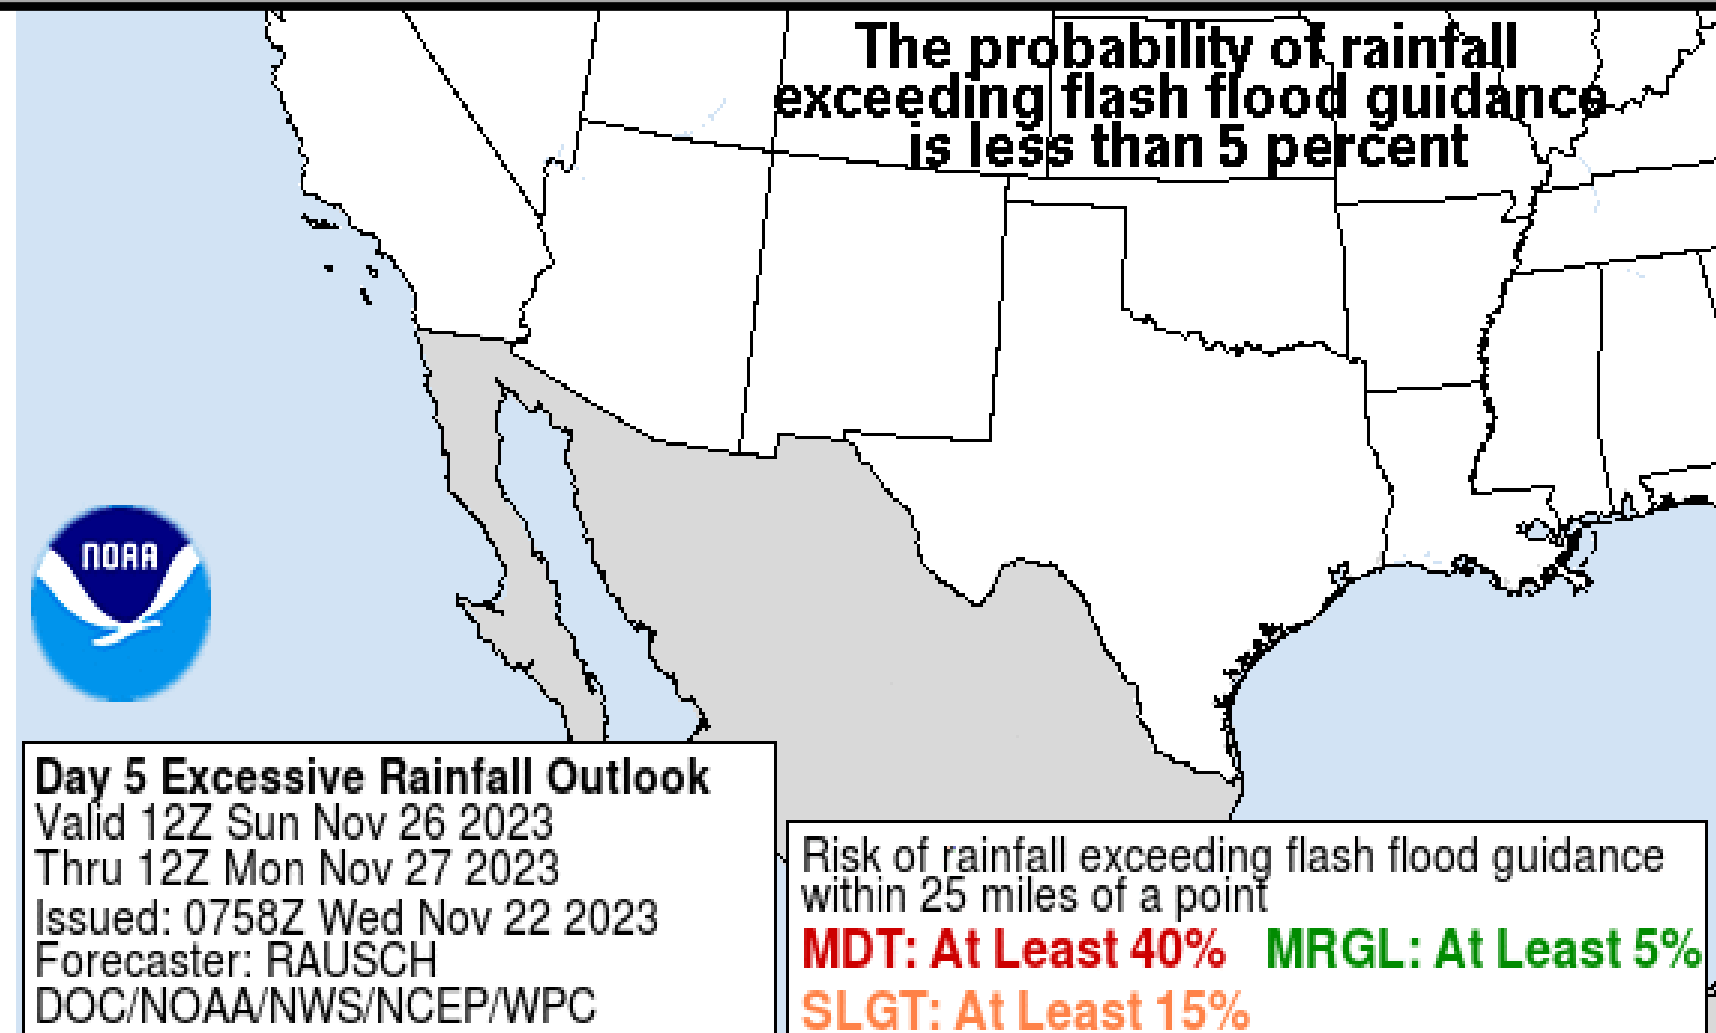 The probability of rainfall
exceeding flash flood guidance
is less than 5 percent
NOAA
Day 5 Excessive Rainfall Outlook
Valid 12Z Sun Nov 26 2023
Thru 12Z Mon Nov 27 2023
Issued: 0758Z Wed Nov 22 2023
Forecaster: RAUSCH
DOC/NOAA/NWS/NCEP/WPC
Risk of rainfall exceeding flash flood guidance
within 25 miles of a point
MDT: At Least 40% MRGL: At Least 5%
SLGT: At Least 15%